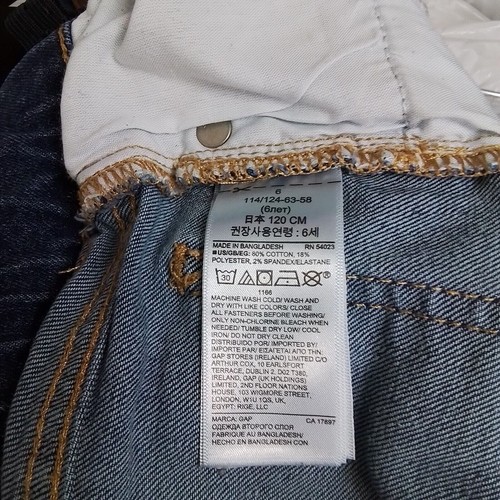 6
114/124-63-58
(6лет)
日本 120 CM
권장사용연령 : 6세
MADE IN BANGLADESH RN 54023
US/GB/EG: 80% COTTON, 18%
POLYESTER, 2% SPANDEX/ELASTANE
30
1166
MACHINE WASH COLD/ WASH AND
DRY WITH LIKE COLORS/ CLOSE
ALL FASTENERS BEFORE WASHING/
ONLY NON-CHLORINE BLEACH WHEN
NEEDED/ TUMBLE DRY LOW/ COOL
IRON/ DO NOT DRY CLEAN
DISTRIBUIDO POR/ IMPORTED BY/
IMPORTE PAR/ ΕΙΣΑΓΕΤΑΙ ΑΠΟ ΤΗΝ:
GAP STORES (IRELAND) LIMITED C/O
ARTHUR COX, 10 EARLSFORT
TERRACE, DUBLIN 2, D02 T380,
IRELAND, GAP (UK HOLDINGS)
LIMITED, 2ND FLOOR NATIONS
HOUSE, 103 WIGMORE STREET,
LONDON, W1U 1QS, UK,
EGYPT: RIGE, LLC
MARCA: GAP CA 17897
ОДЕЖДА ВТОРОГО СЛОЯ
FABRIQUE AU BANGLADESH/
HECHO EN BANGLADESH CON